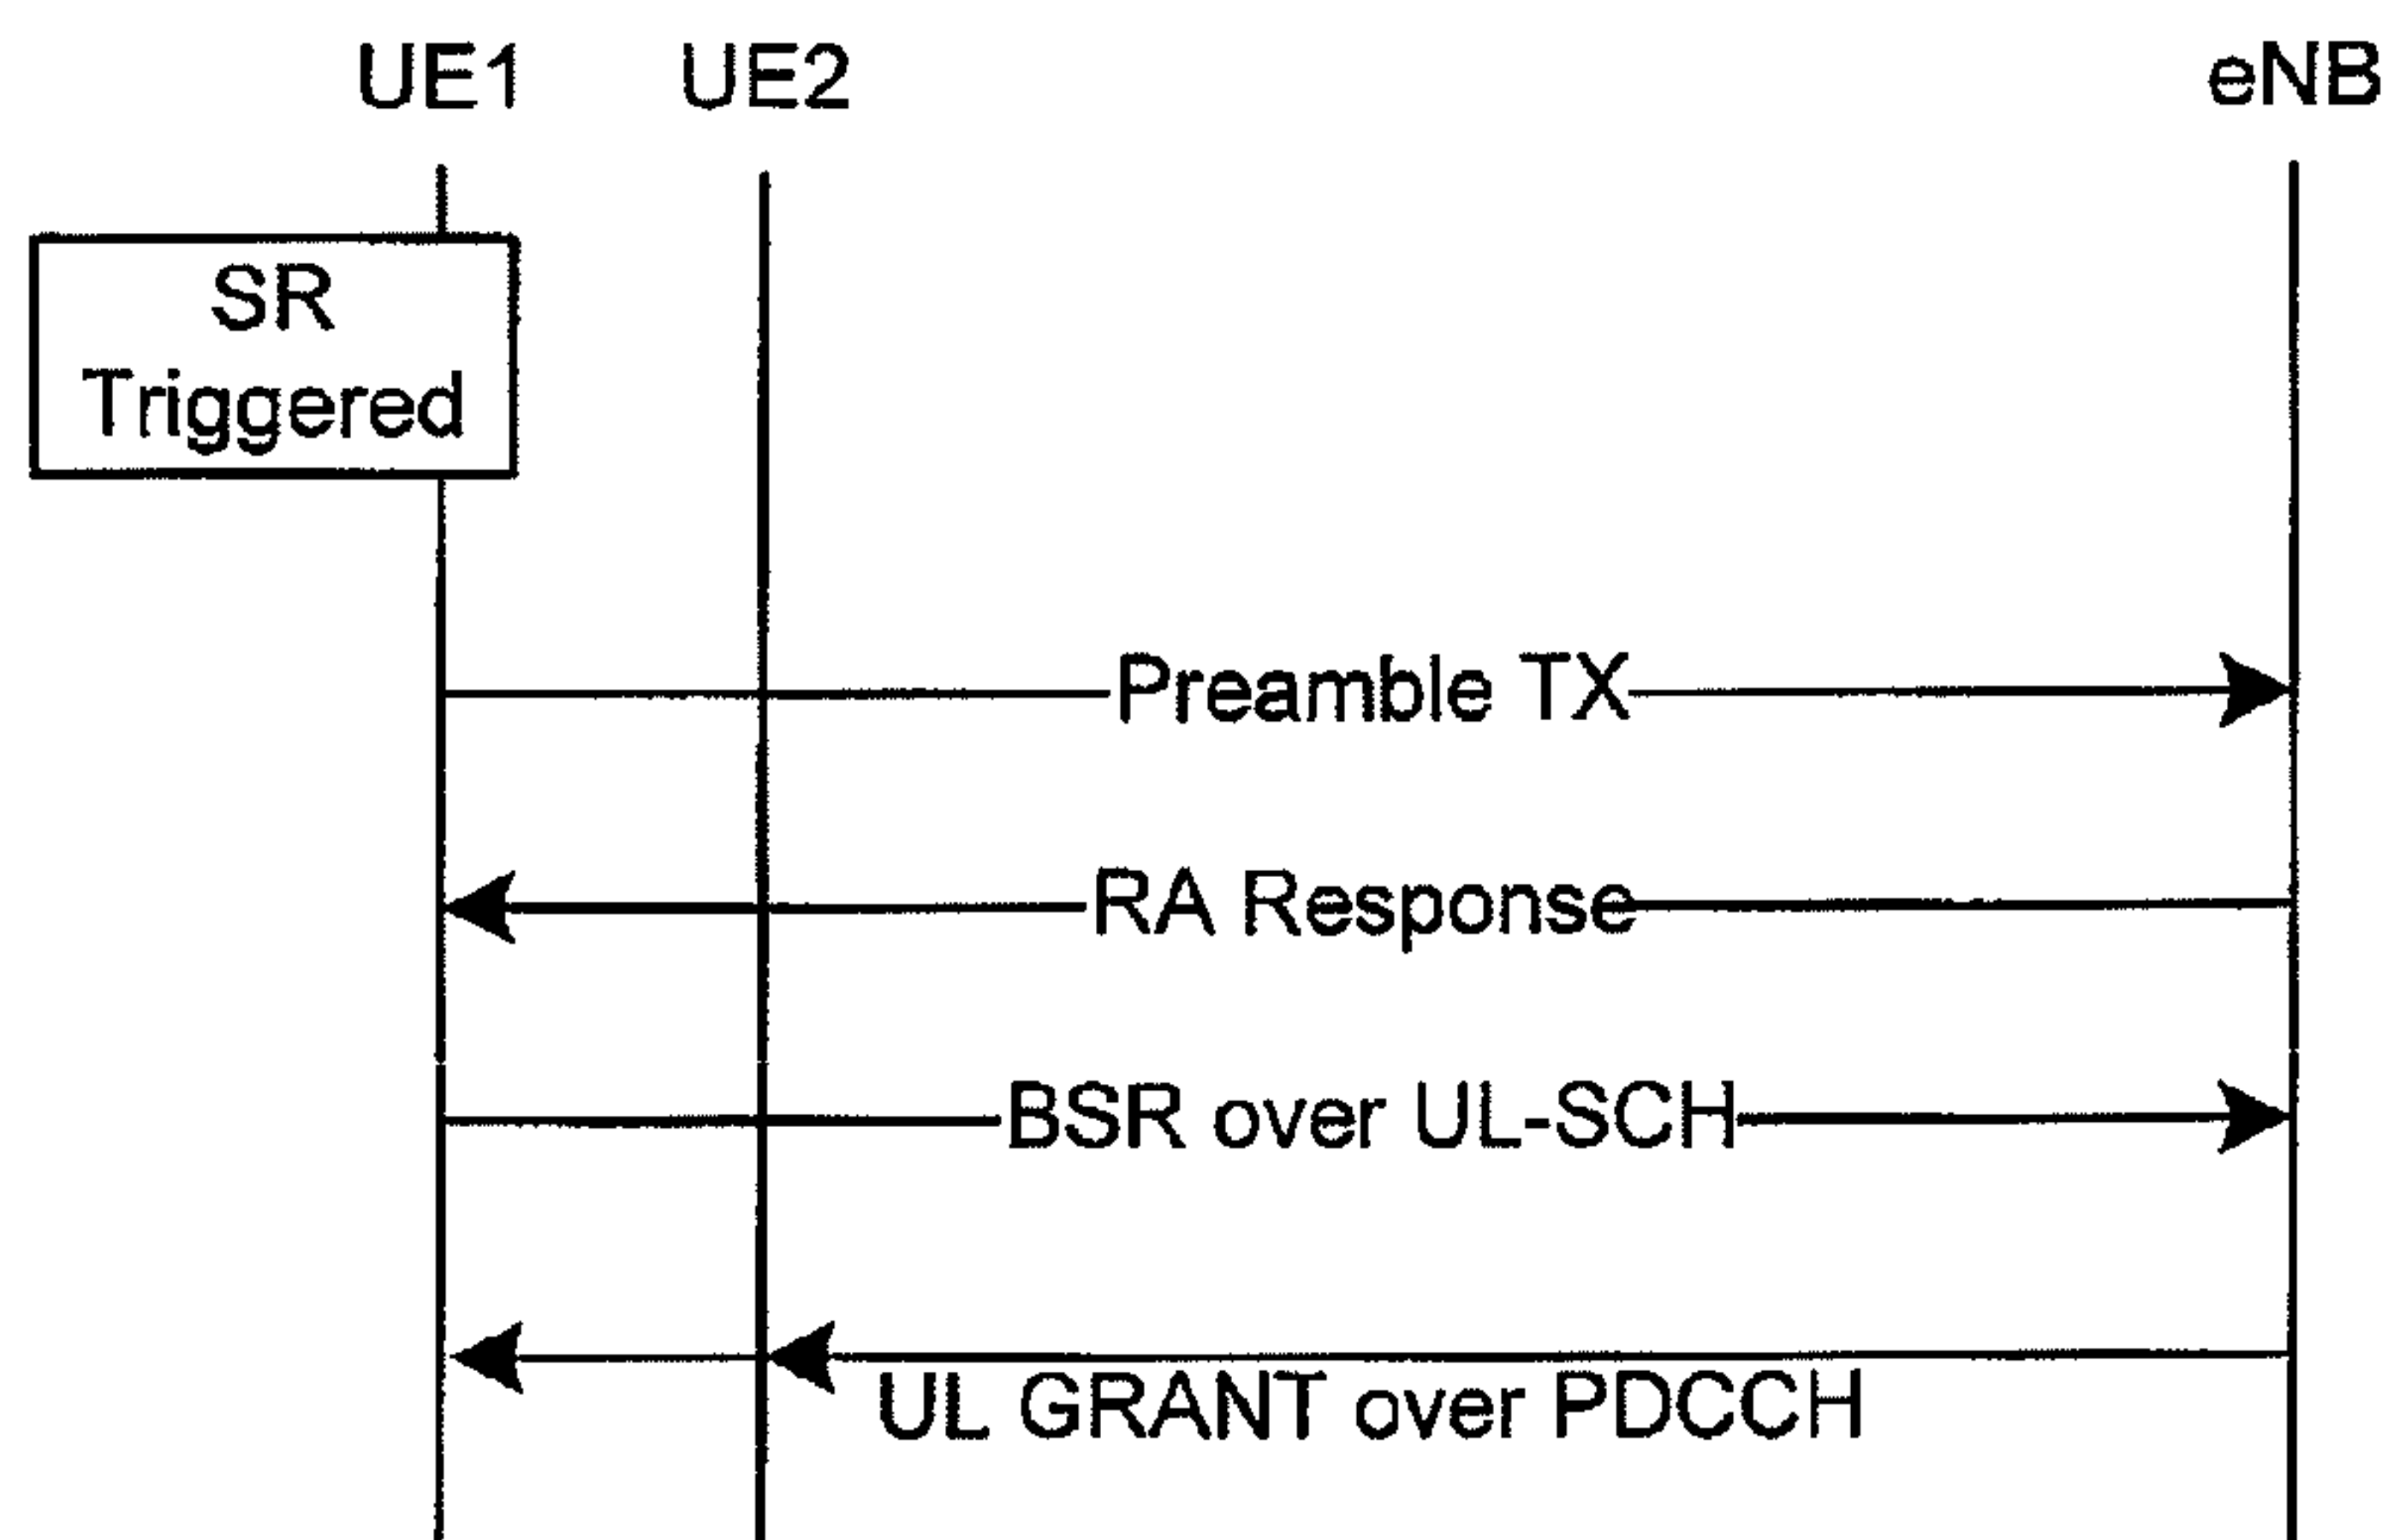 UE1 UE2 eNB
SR
Triggered
Preamble TX
RA Response
BSR over UL-SCH
UL GRANT over PDCCH